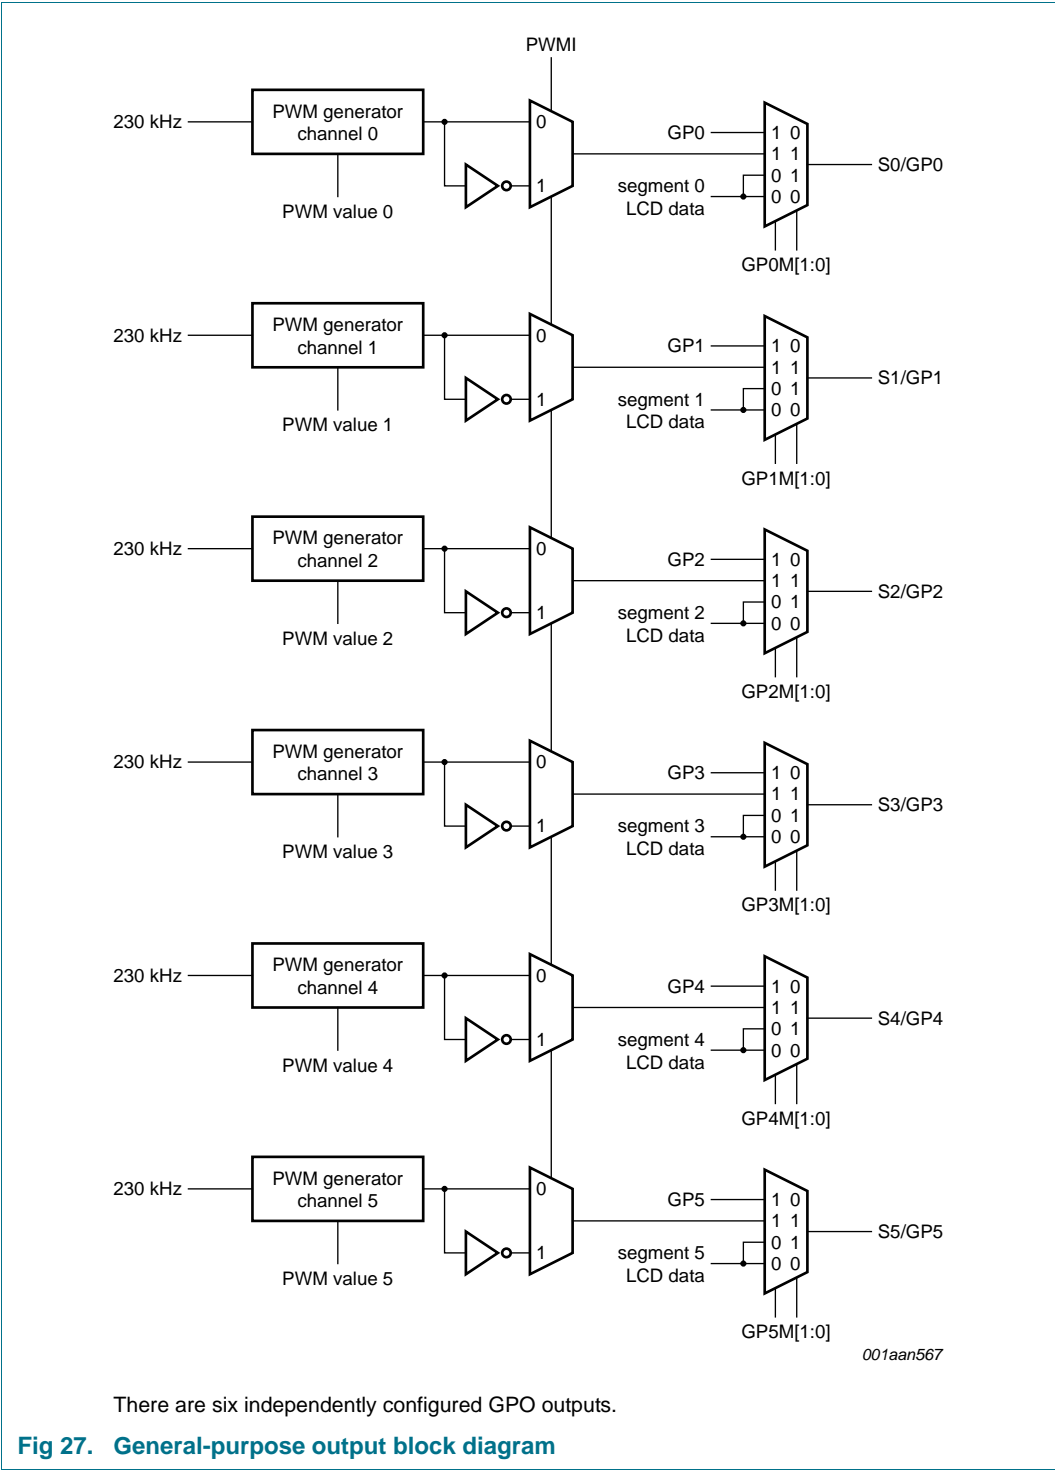 PWMI
230 kHz
PWM generator
channel 0
PWM value 0
0
1
GP0
segment 0
LCD data
1 0
1 1
0 1
0 0
S0/GP0
GP0M[1:0]
230 kHz
PWM generator
channel 1
PWM value 1
0
1
GP1
segment 1
LCD data
1 0
1 1
0 1
0 0
S1/GP1
GP1M[1:0]
230 kHz
PWM generator
channel 2
PWM value 2
0
1
GP2
segment 2
LCD data
1 0
1 1
0 1
0 0
S2/GP2
GP2M[1:0]
230 kHz
PWM generator
channel 3
PWM value 3
0
1
GP3
segment 3
LCD data
1 0
1 1
0 1
0 0
S3/GP3
GP3M[1:0]
230 kHz
PWM generator
channel 4
PWM value 4
0
1
GP4
segment 4
LCD data
1 0
1 1
0 1
0 0
S4/GP4
GP4M[1:0]
230 kHz
PWM generator
channel 5
PWM value 5
0
1
GP5
segment 5
LCD data
1 0
1 1
0 1
0 0
S5/GP5
GP5M[1:0]
001aan567
There are six independently configured GPO outputs.
Fig 27. General-purpose output block diagram